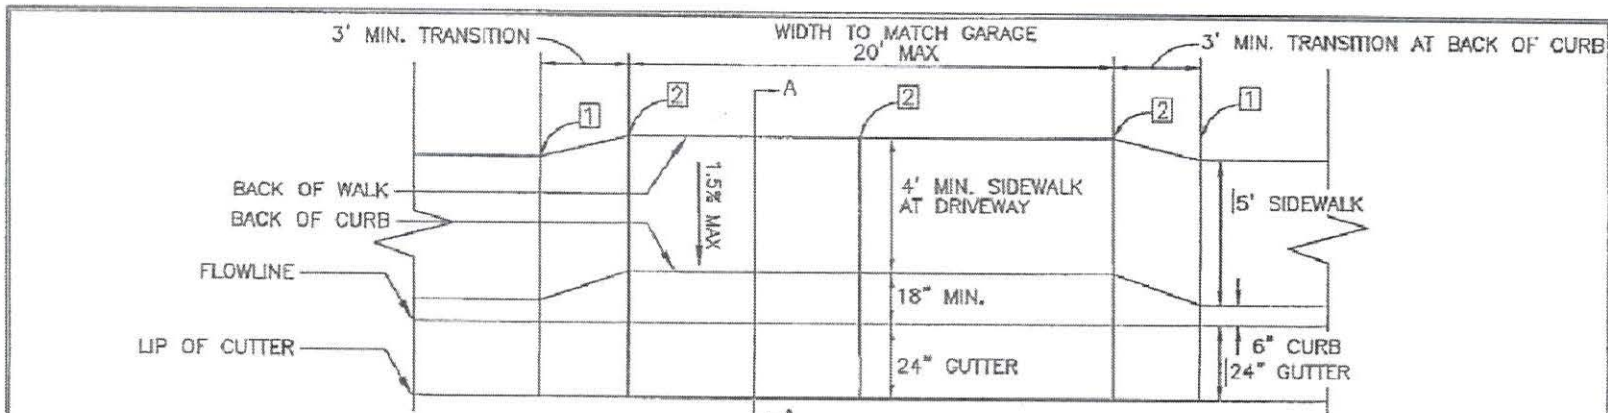 3' MIN. TRANSITION
WIDTH TO MATCH GARAGE
20' MAX
3' MIN. TRANSITION AT BACK OF CURB
A
1
2
2
2
1
BACK OF WALK
BACK OF CURB
FLOWLINE
LIP OF GUTTER
1.5% MAX
4' MIN. SIDEWALK
AT DRIVEWAY
18" MIN.
24" GUTTER
5' SIDEWALK
6" CURB
24" GUTTER
A